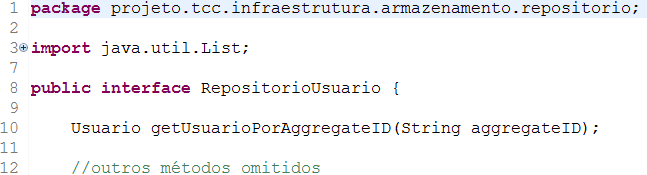 1 package projeto.tcc.infraestrutura.armazenamento.repositorio;
2
3 import java.util.List;
7
8 public interface RepositorioUsuario {
9
10 Usuario getUsuarioPorAggregateID(String aggregateID);
11
12 //outros métodos omitidos